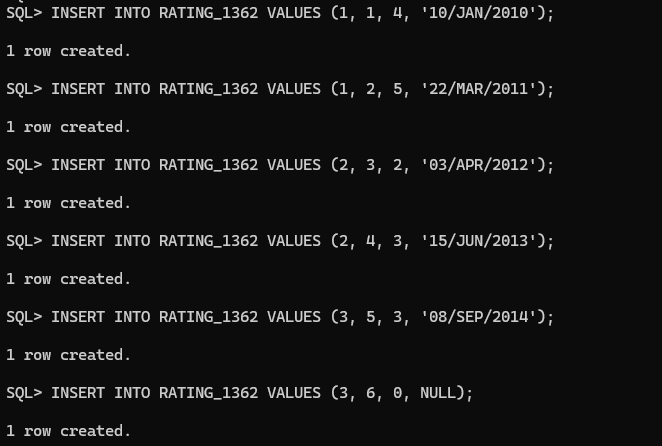 SQL> INSERT INTO RATING_1362 VALUES (1, 1, 4, '10/JAN/2010');
1 row created.
SQL> INSERT INTO RATING_1362 VALUES (1, 2, 5, '22/MAR/2011');
1 row created.
SQL> INSERT INTO RATING_1362 VALUES (2, 3, 2, '03/APR/2012');
1 row created.
SQL> INSERT INTO RATING_1362 VALUES (2, 4, 3, '15/JUN/2013');
1 row created.
SQL> INSERT INTO RATING_1362 VALUES (3, 5, 3, '08/SEP/2014');
1 row created.
SQL> INSERT INTO RATING_1362 VALUES (3, 6, 0, NULL);
1 row created.